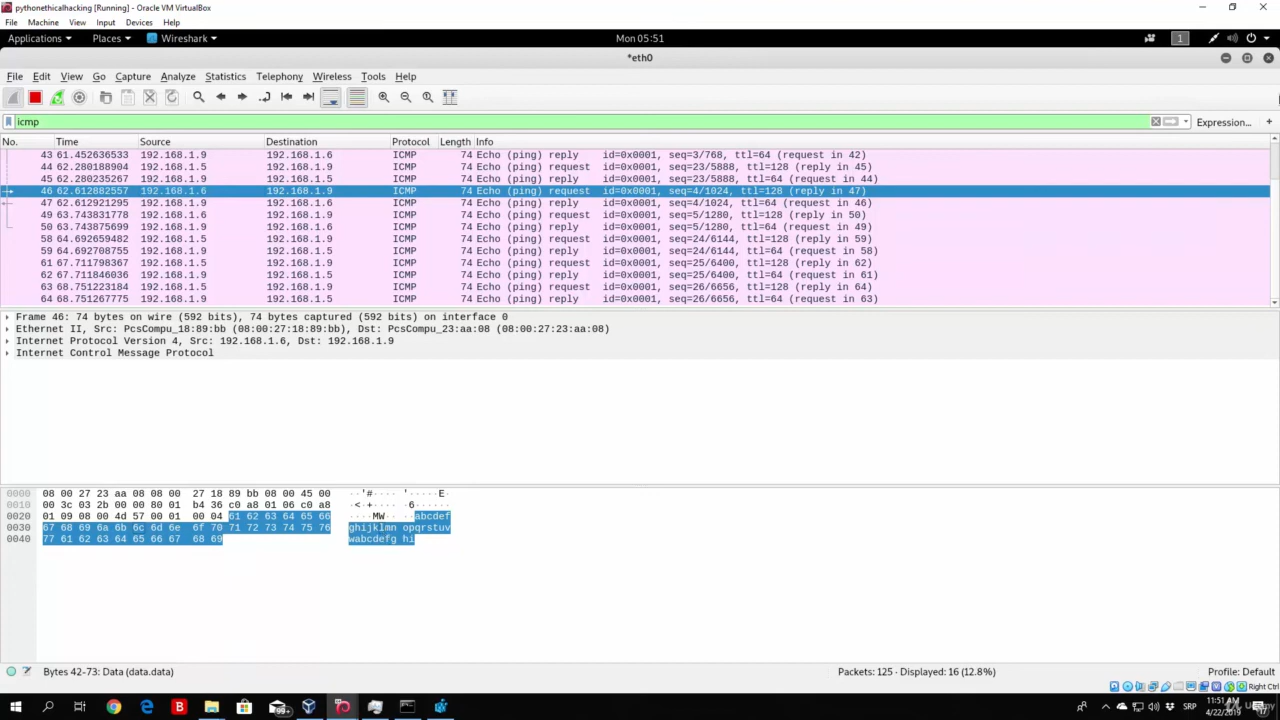 pythonethicalhacking [Running] - Oracle VM VirtualBox
File Machine View Input Devices Help
Applications Places Wireshark Mon 05:51 1
*eth0
File Edit View Go Capture Analyze Statistics Telephony Wireless Tools Help
icmp Expression... +
No. Time Source Destination Protocol Length Info
43 61.452636533 192.168.1.9 192.168.1.6 ICMP 74 Echo (ping) reply id=0x0001, seq=3/768, ttl=64 (request in 42)
44 62.280188904 192.168.1.5 192.168.1.9 ICMP 74 Echo (ping) request id=0x0001, seq=23/5888, ttl=128 (reply in 45)
45 62.280235267 192.168.1.9 192.168.1.5 ICMP 74 Echo (ping) reply id=0x0001, seq=23/5888, ttl=64 (request in 44)
46 62.612882557 192.168.1.6 192.168.1.9 ICMP 74 Echo (ping) request id=0x0001, seq=4/1024, ttl=128 (reply in 47)
47 62.612921295 192.168.1.9 192.168.1.6 ICMP 74 Echo (ping) reply id=0x0001, seq=4/1024, ttl=64 (request in 46)
49 63.743831778 192.168.1.6 192.168.1.9 ICMP 74 Echo (ping) request id=0x0001, seq=5/1280, ttl=128 (reply in 50)
50 63.743875699 192.168.1.9 192.168.1.6 ICMP 74 Echo (ping) reply id=0x0001, seq=5/1280, ttl=64 (request in 49)
58 64.692659482 192.168.1.5 192.168.1.9 ICMP 74 Echo (ping) request id=0x0001, seq=24/6144, ttl=128 (reply in 59)
59 64.692708755 192.168.1.9 192.168.1.5 ICMP 74 Echo (ping) reply id=0x0001, seq=24/6144, ttl=64 (request in 58)
61 67.711798367 192.168.1.5 192.168.1.9 ICMP 74 Echo (ping) request id=0x0001, seq=25/6400, ttl=128 (reply in 62)
62 67.711846036 192.168.1.9 192.168.1.5 ICMP 74 Echo (ping) reply id=0x0001, seq=25/6400, ttl=64 (request in 61)
63 68.751223184 192.168.1.5 192.168.1.9 ICMP 74 Echo (ping) request id=0x0001, seq=26/6656, ttl=128 (reply in 64)
64 68.751267775 192.168.1.9 192.168.1.5 ICMP 74 Echo (ping) reply id=0x0001, seq=26/6656, ttl=64 (request in 63)
Frame 46: 74 bytes on wire (592 bits), 74 bytes captured (592 bits) on interface 0
Ethernet II, Src: PcsCompu_18:89:bb (08:00:27:18:89:bb), Dst: PcsCompu_23:aa:08 (08:00:27:23:aa:08)
Internet Protocol Version 4, Src: 192.168.1.6, Dst: 192.168.1.9
Internet Control Message Protocol
0000 08 00 27 23 aa 08 08 00 27 18 89 bb 08 00 45 00 ··'#···· '·····E·
0010 00 3c 03 2b 00 00 80 01 b4 36 c0 a8 01 06 c0 a8 ·<·+···· ·6······
0020 01 09 08 00 4d 57 00 01 00 04 61 62 63 64 65 66 ····MW·· ··abcdef
0030 67 68 69 6a 6b 6c 6d 6e 6f 70 71 72 73 74 75 76 ghijklmn opqrstuv
0040 77 61 62 63 64 65 66 67 68 69 wabcdefg hi
Bytes 42-73: Data (data.data) Packets: 125 · Displayed: 16 (12.8%) Profile: Default
Right Ctrl
99+ SRP 11:51 AM
4/22/2019
Udemy